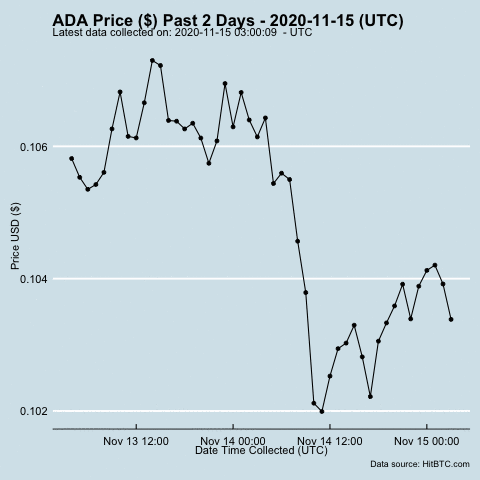 ADA Price ($) Past 2 Days - 2020-11-15 (UTC)
Latest data collected on: 2020-11-15 03:00:09  - UTC
0.106
0.104
0.102
Price USD ($)
Nov 13 12:00
Nov 14 00:00
Nov 14 12:00
Nov 15 00:00
Date Time Collected (UTC)
Data source: HitBTC.com